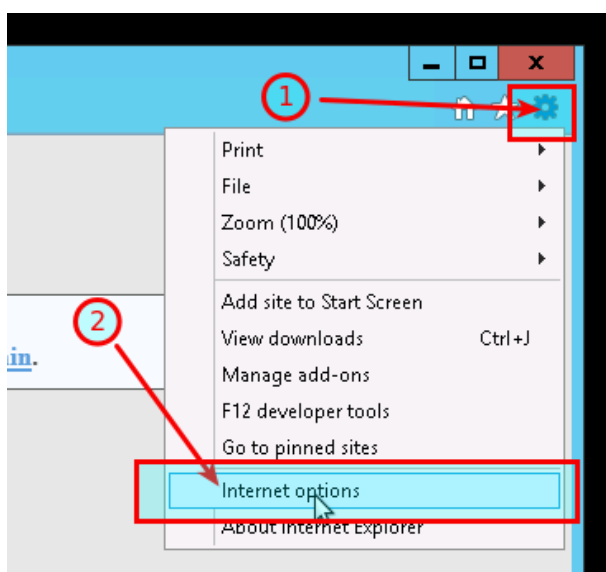 x
1
Print
File
Zoom (100%)
Safety
Add site to Start Screen
2
View downloads Ctrl+J
in.
Manage add-ons
F12 developer tools
Go to pinned sites
Internet options
About Internet Explorer